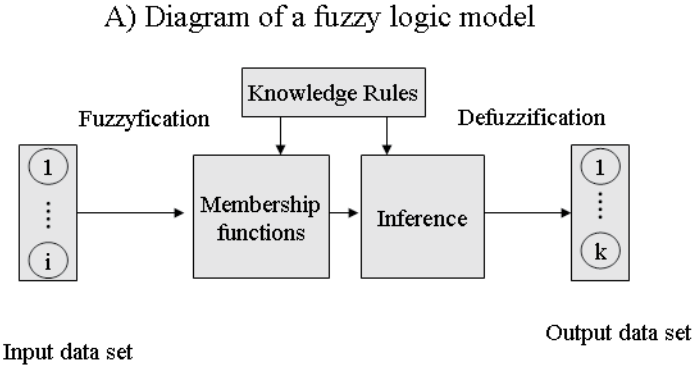 A) Diagram of a fuzzy logic model
Knowledge Rules
Fuzzyfication
Defuzzification
1
i
Membership
functions
Inference
1
k
Input data set
Output data set